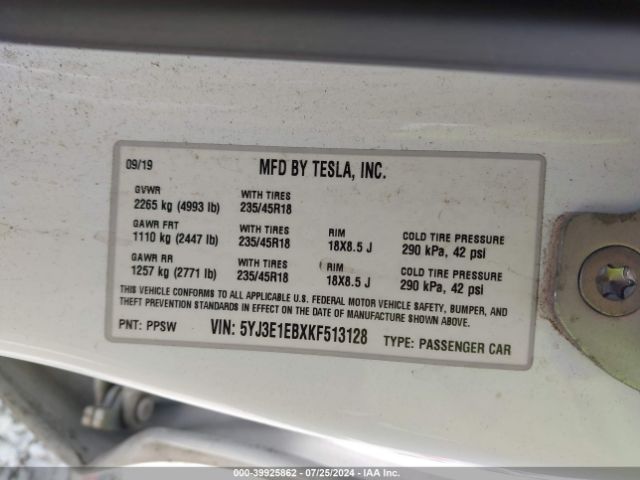 09/19 MFD BY TESLA, INC.
GVWR WITH TIRES
2265 kg (4993 lb) 235/45R18
GAWR FRT WITH TIRES RIM COLD TIRE PRESSURE
1110 kg (2447 lb) 235/45R18 18X8.5 J 290 kPa, 42 psi
GAWR RR WITH TIRES RIM COLD TIRE PRESSURE
1257 kg (2771 lb) 235/45R18 18X8.5 J 290 kPa, 42 psi
THIS VEHICLE CONFORMS TO ALL APPLICABLE U.S. FEDERAL MOTOR VEHICLE SAFETY, BUMPER, AND
THEFT PREVENTION STANDARDS IN EFFECT ON THE DATE OF MANUFACTURE SHOWN ABOVE.
PNT: PPSW VIN: 5YJ3E1EBXKF513128 TYPE: PASSENGER CAR
000-39925862 - 07/25/2024 - IAA Inc.